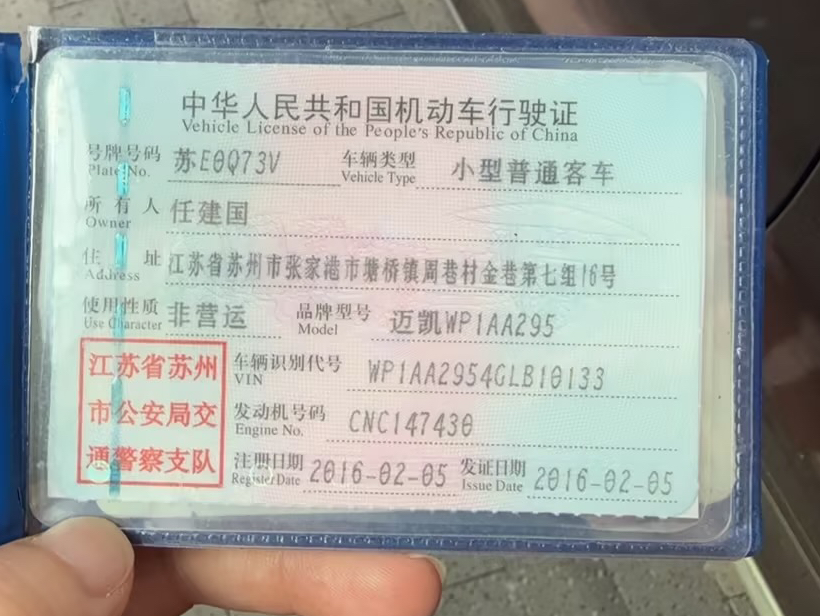 中华人民共和国机动车行驶证
Vehicle License of the People's Republic of China
号牌号码 苏E0Q73V 车辆类型 小型普通客车
Plate No. Vehicle Type
所有人 任建国
Owner
住址 江苏省苏州市张家港市塘桥镇周巷村金巷第七组16号
Address
使用性质 非营运 品牌型号 迈凯WP1AA295
Use Character Model
江苏省苏州
市公安局交
通警察支队
车辆识别代号 WP1AA2954GLB10133
VIN
发动机号码 CNC147430
Engine No.
注册日期 2016-02-05 发证日期 2016-02-05
Register Date Issue Date